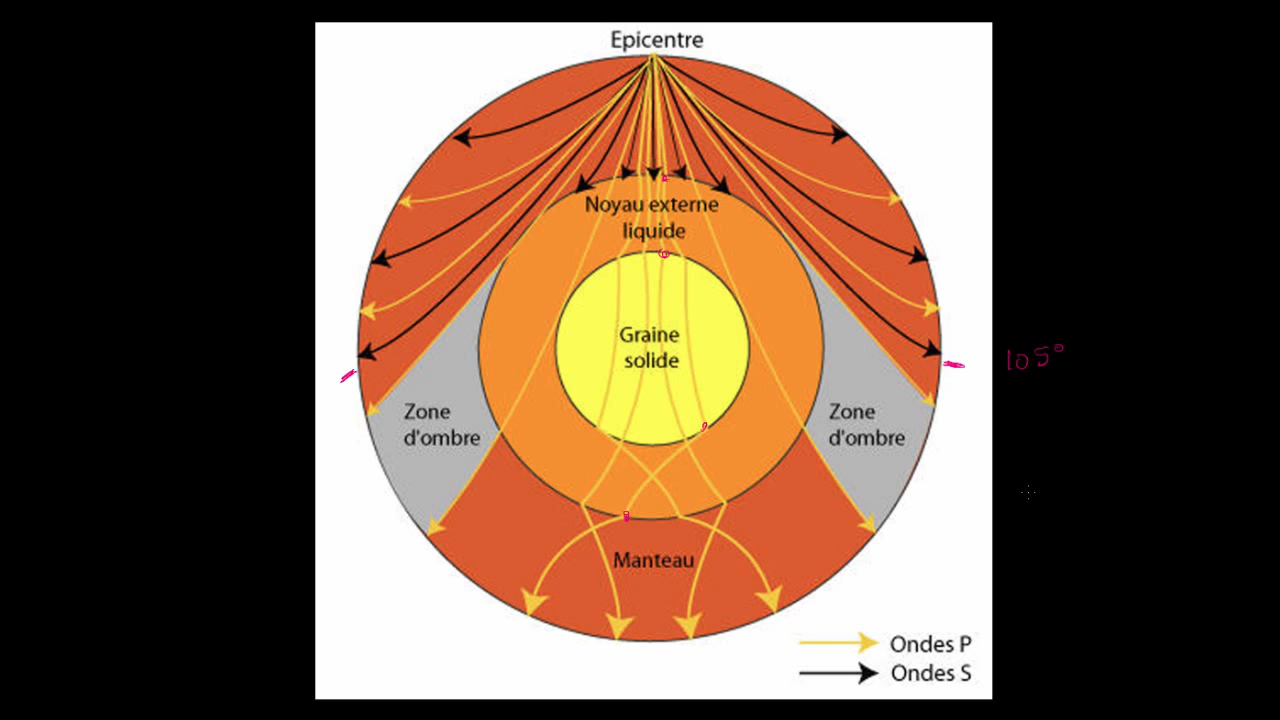 Epicentre
Noyau externe
liquide
Graine
solide
105°
Zone
d'ombre
Zone
d'ombre
Manteau
Ondes P
Ondes S